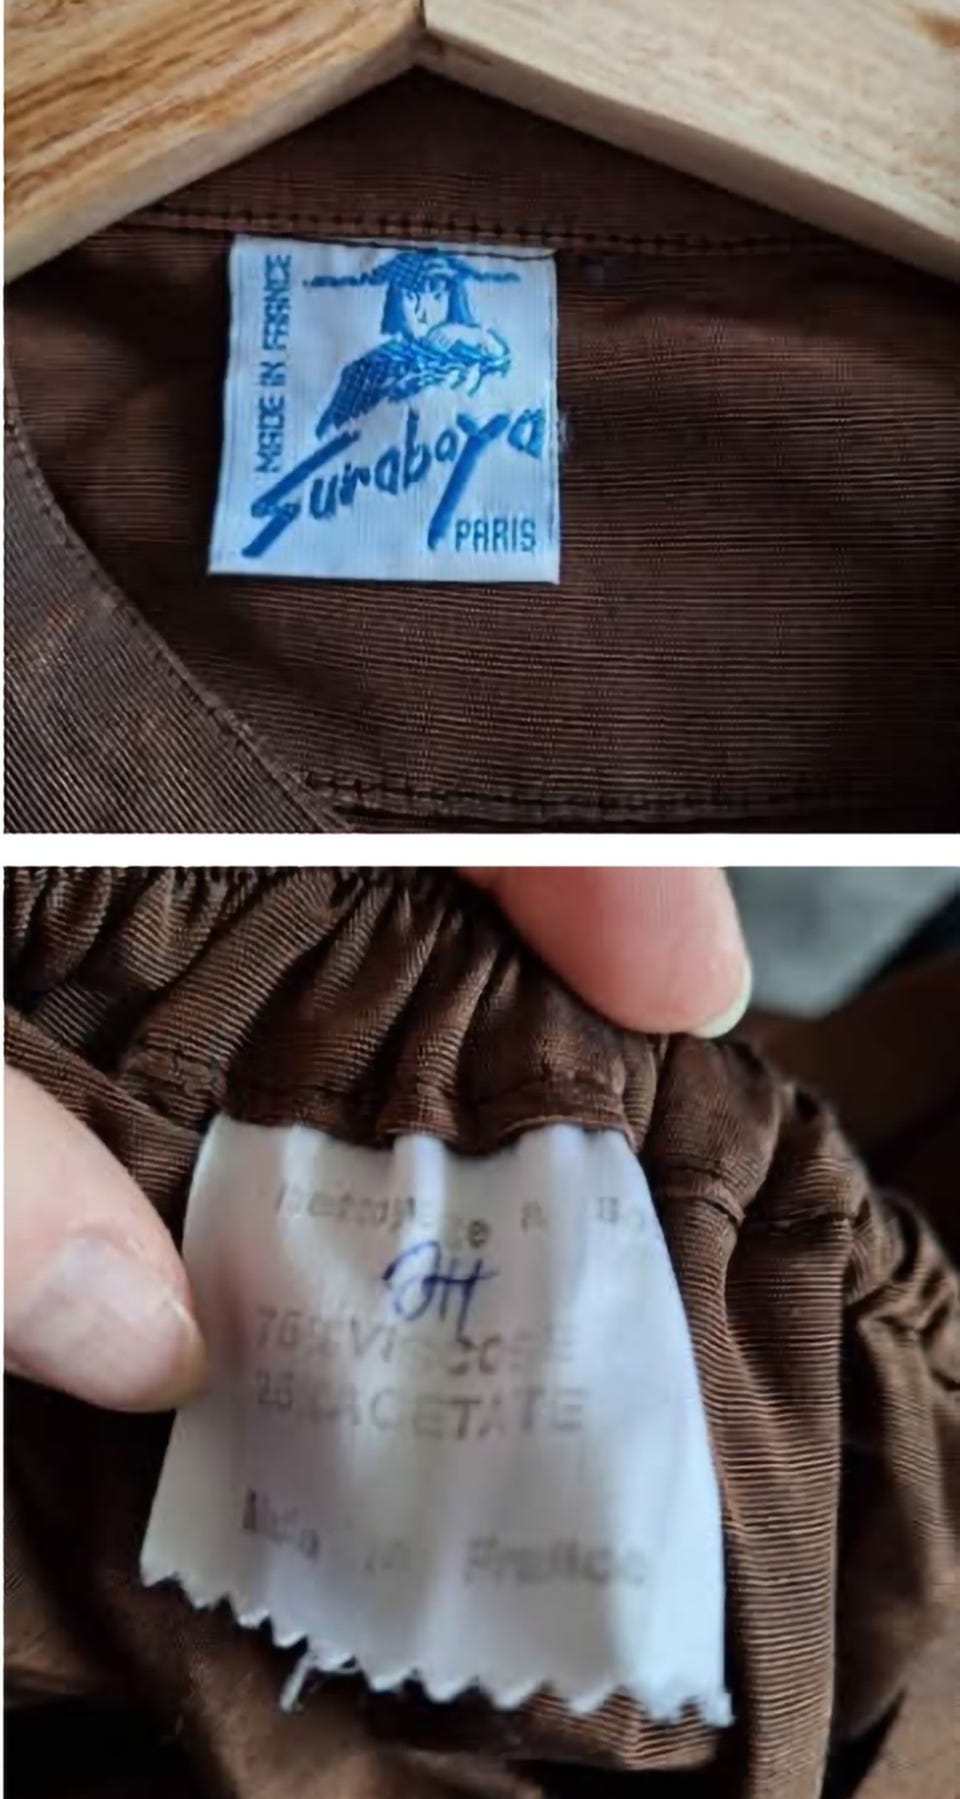 MADE IN FRANCE
Surabaya
PARIS
75% VISCOSE
25% ACETATE
Made in France